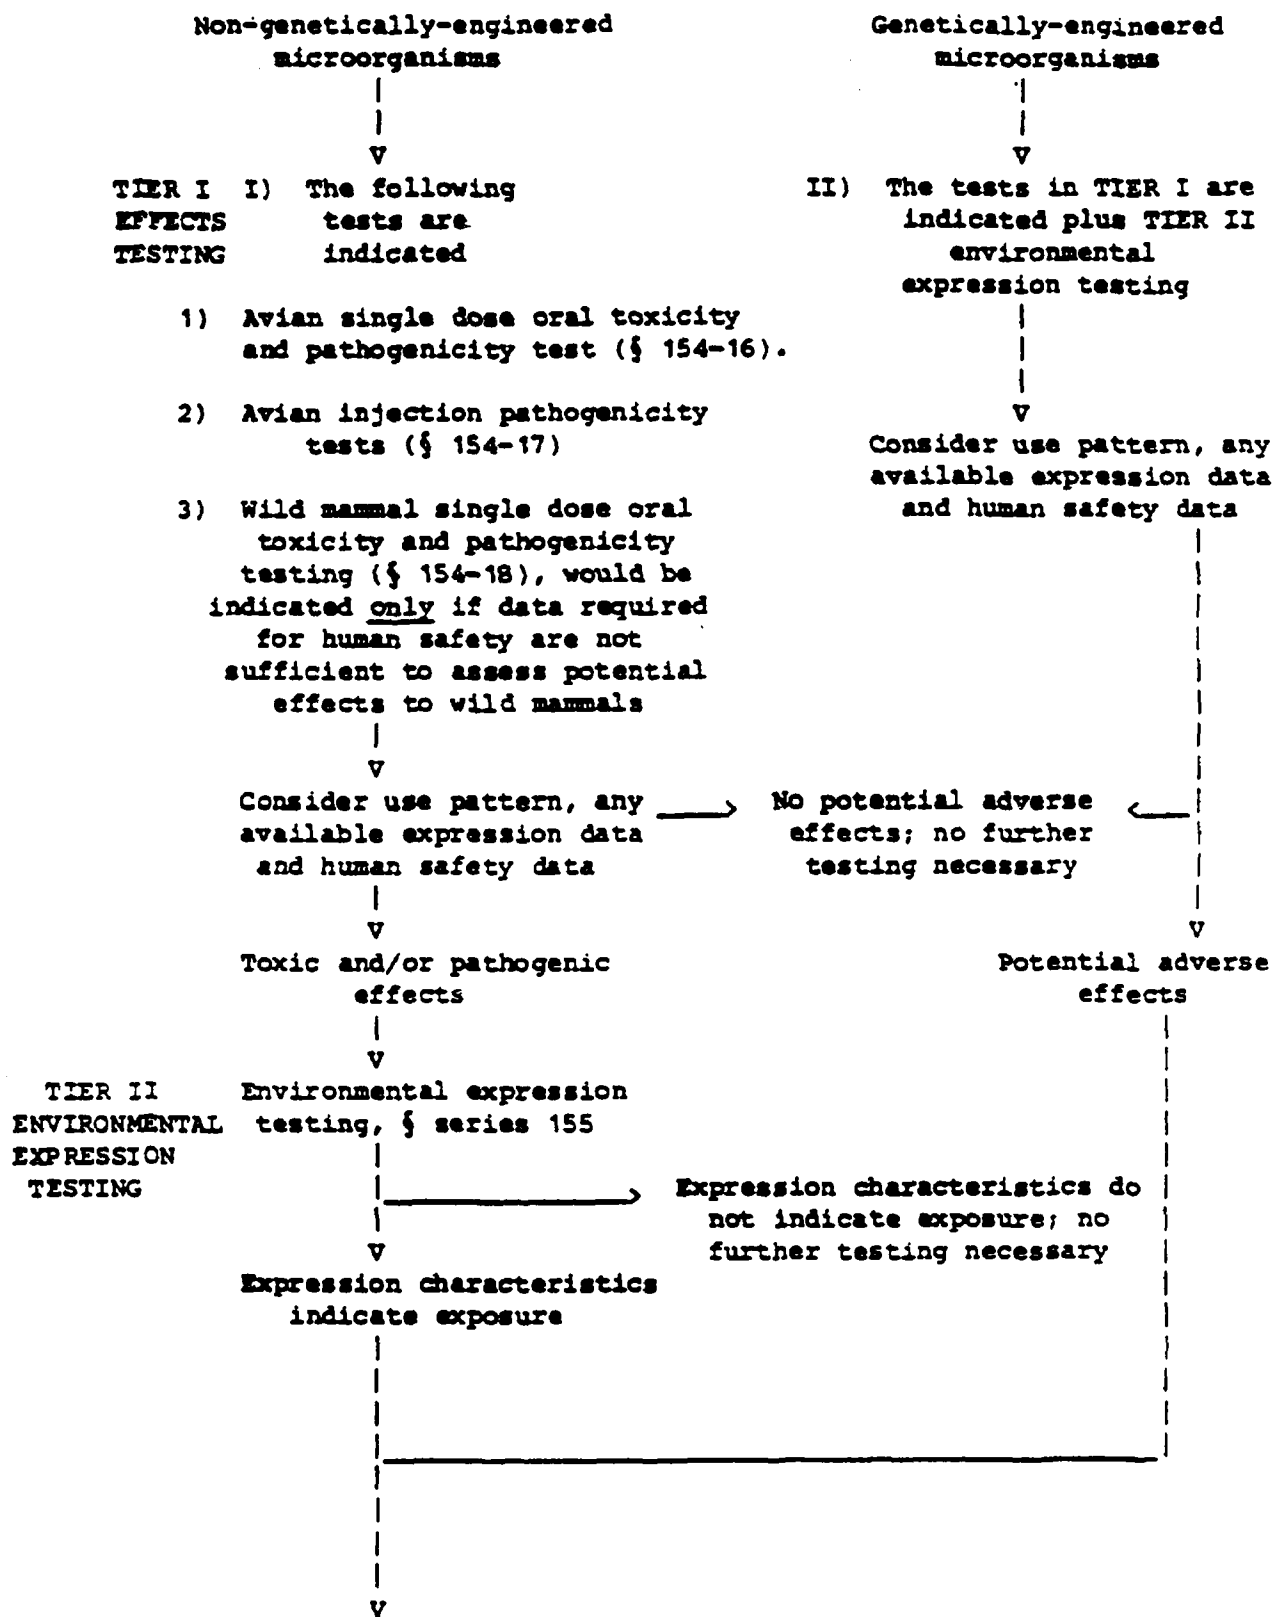 Non-genetically-engineered
microorganisms
Genetically-engineered
microorganisms
TIER I
EFFECTS
TESTING
I) The following
tests are
indicated
II) The tests in TIER I are
indicated plus TIER II
environmental
expression testing
1) Avian single dose oral toxicity
and pathogenicity test (§ 154-16).
2) Avian injection pathogenicity
tests (§ 154-17)
3) Wild mammal single dose oral
toxicity and pathogenicity
testing (§ 154-18), would be
indicated only if data required
for human safety are not
sufficient to assess potential
effects to wild mammals
Consider use pattern, any
available expression data
and human safety data
Consider use pattern, any
available expression data
and human safety data
No potential adverse
effects; no further
testing necessary
Toxic and/or pathogenic
effects
Potential adverse
effects
TIER II
ENVIRONMENTAL
EXPRESSION
TESTING
Environmental expression
testing, § series 155
Expression characteristics do
not indicate exposure; no
further testing necessary
Expression characteristics
indicate exposure